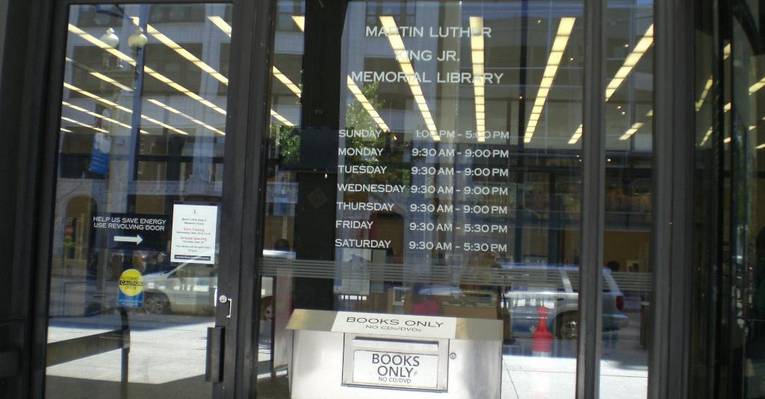 MARTIN LUTHER
KING JR.
MEMORIAL LIBRARY
SUNDAY 1:00 PM - 5:00 PM
MONDAY 9:30 AM - 9:00 PM
TUESDAY 9:30 AM - 9:00 PM
WEDNESDAY 9:30 AM - 9:00 PM
THURSDAY 9:30 AM - 9:00 PM
FRIDAY 9:30 AM - 5:30 PM
SATURDAY 9:30 AM - 5:30 PM
HELP US SAVE ENERGY
USE REVOLVING DOOR
BOOKS ONLY
NO CDs/DVDs
BOOKS
ONLY
NO CD/DVD